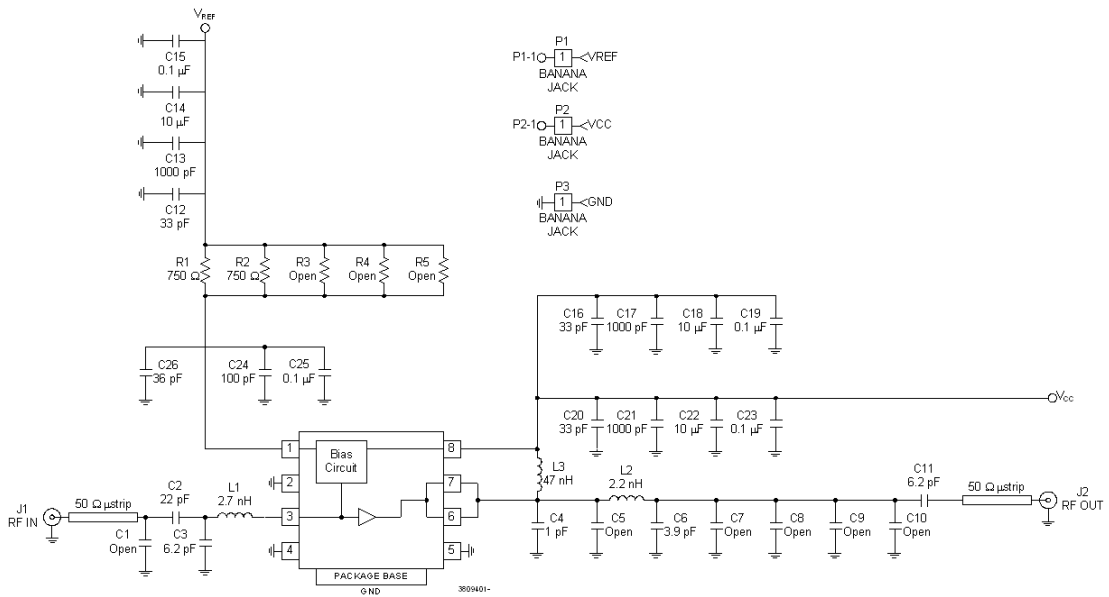 VREF
C15
0.1 µF
C14
10 µF
C13
1000 pF
C12
33 pF
P1
P1-1
1
VREF
BANANA
JACK
P2
P2-1
1
VCC
BANANA
JACK
P3
1
GND
BANANA
JACK
R1
750 Ω
R2
750 Ω
R3
Open
R4
Open
R5
Open
C16
33 pF
C17
1000 pF
C18
10 µF
C19
0.1 µF
C26
36 pF
C24
100 pF
C25
0.1 µF
C20
33 pF
C21
1000 pF
C22
10 µF
C23
0.1 µF
VCC
1
Bias
Circuit
8
2
7
3
6
4
5
L3
47 nH
L2
2.2 nH
C11
6.2 pF
J1
RF IN
50 Ω µstrip
C2
22 pF
L1
2.7 nH
C1
Open
C3
6.2 pF
C4
1 pF
C5
Open
C6
3.9 pF
C7
Open
C8
Open
C9
Open
C10
Open
50 Ω µstrip
J2
RF OUT
PACKAGE BASE
GND
3809401-